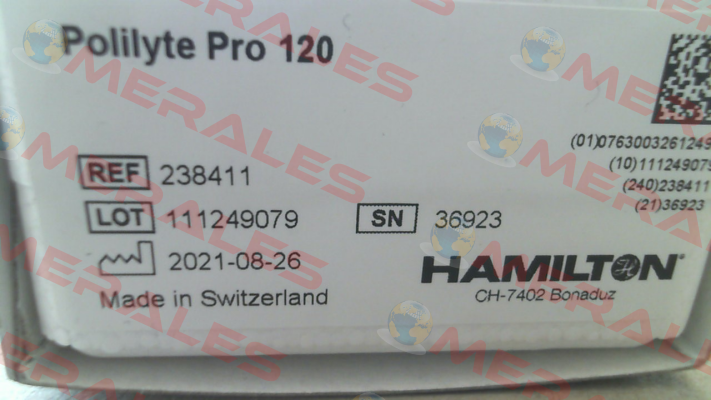 Polilyte Pro 120
(01)0763003261249
(10)111249079
(240)238411
(21)36923
REF 238411
LOT 111249079 SN 36923
2021-08-26
HAMILTON
Made in Switzerland
CH-7402 Bonaduz
MERALES